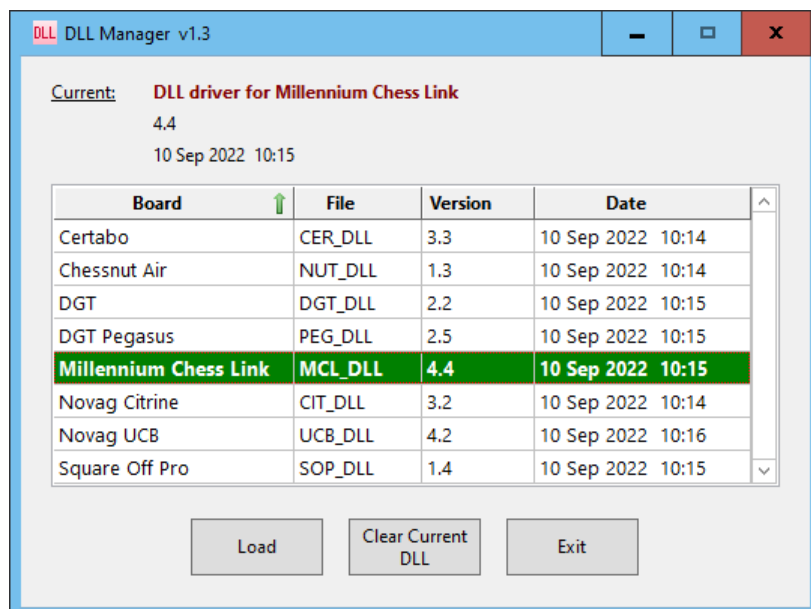 DLL DLL Manager v1.3
Current: DLL driver for Millennium Chess Link
4.4
10 Sep 2022 10:15
Board File Version Date
Certabo CER_DLL 3.3 10 Sep 2022 10:14
Chessnut Air NUT_DLL 1.3 10 Sep 2022 10:14
DGT DGT_DLL 2.2 10 Sep 2022 10:15
DGT Pegasus PEG_DLL 2.5 10 Sep 2022 10:15
Millennium Chess Link MCL_DLL 4.4 10 Sep 2022 10:15
Novag Citrine CIT_DLL 3.2 10 Sep 2022 10:14
Novag UCB UCB_DLL 4.2 10 Sep 2022 10:16
Square Off Pro SOP_DLL 1.4 10 Sep 2022 10:15
Load
Clear Current
DLL
Exit